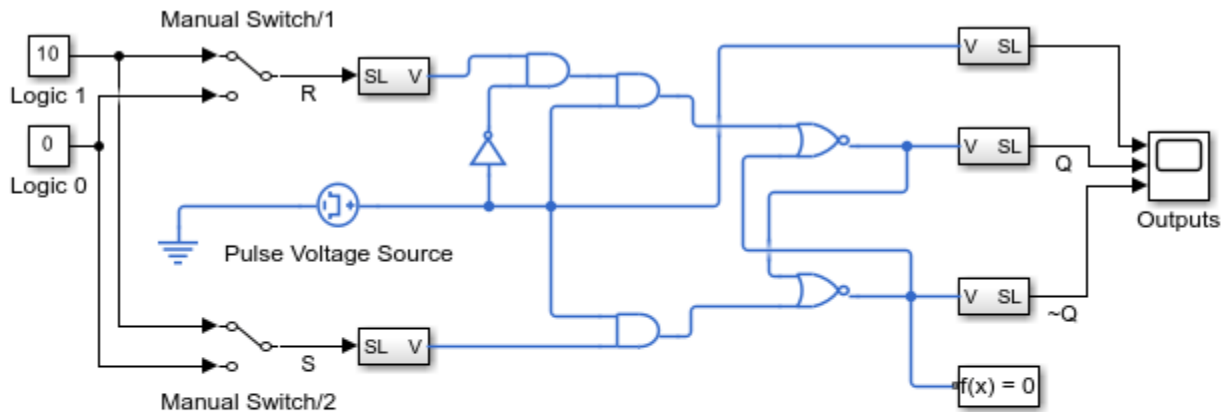 Manual Switch/1
10
Logic 1
R
SL V
V SL
0
Logic 0
V SL
Q
Outputs
Pulse Voltage Source
S
SL V
V SL
~Q
f(x) = 0
Manual Switch/2